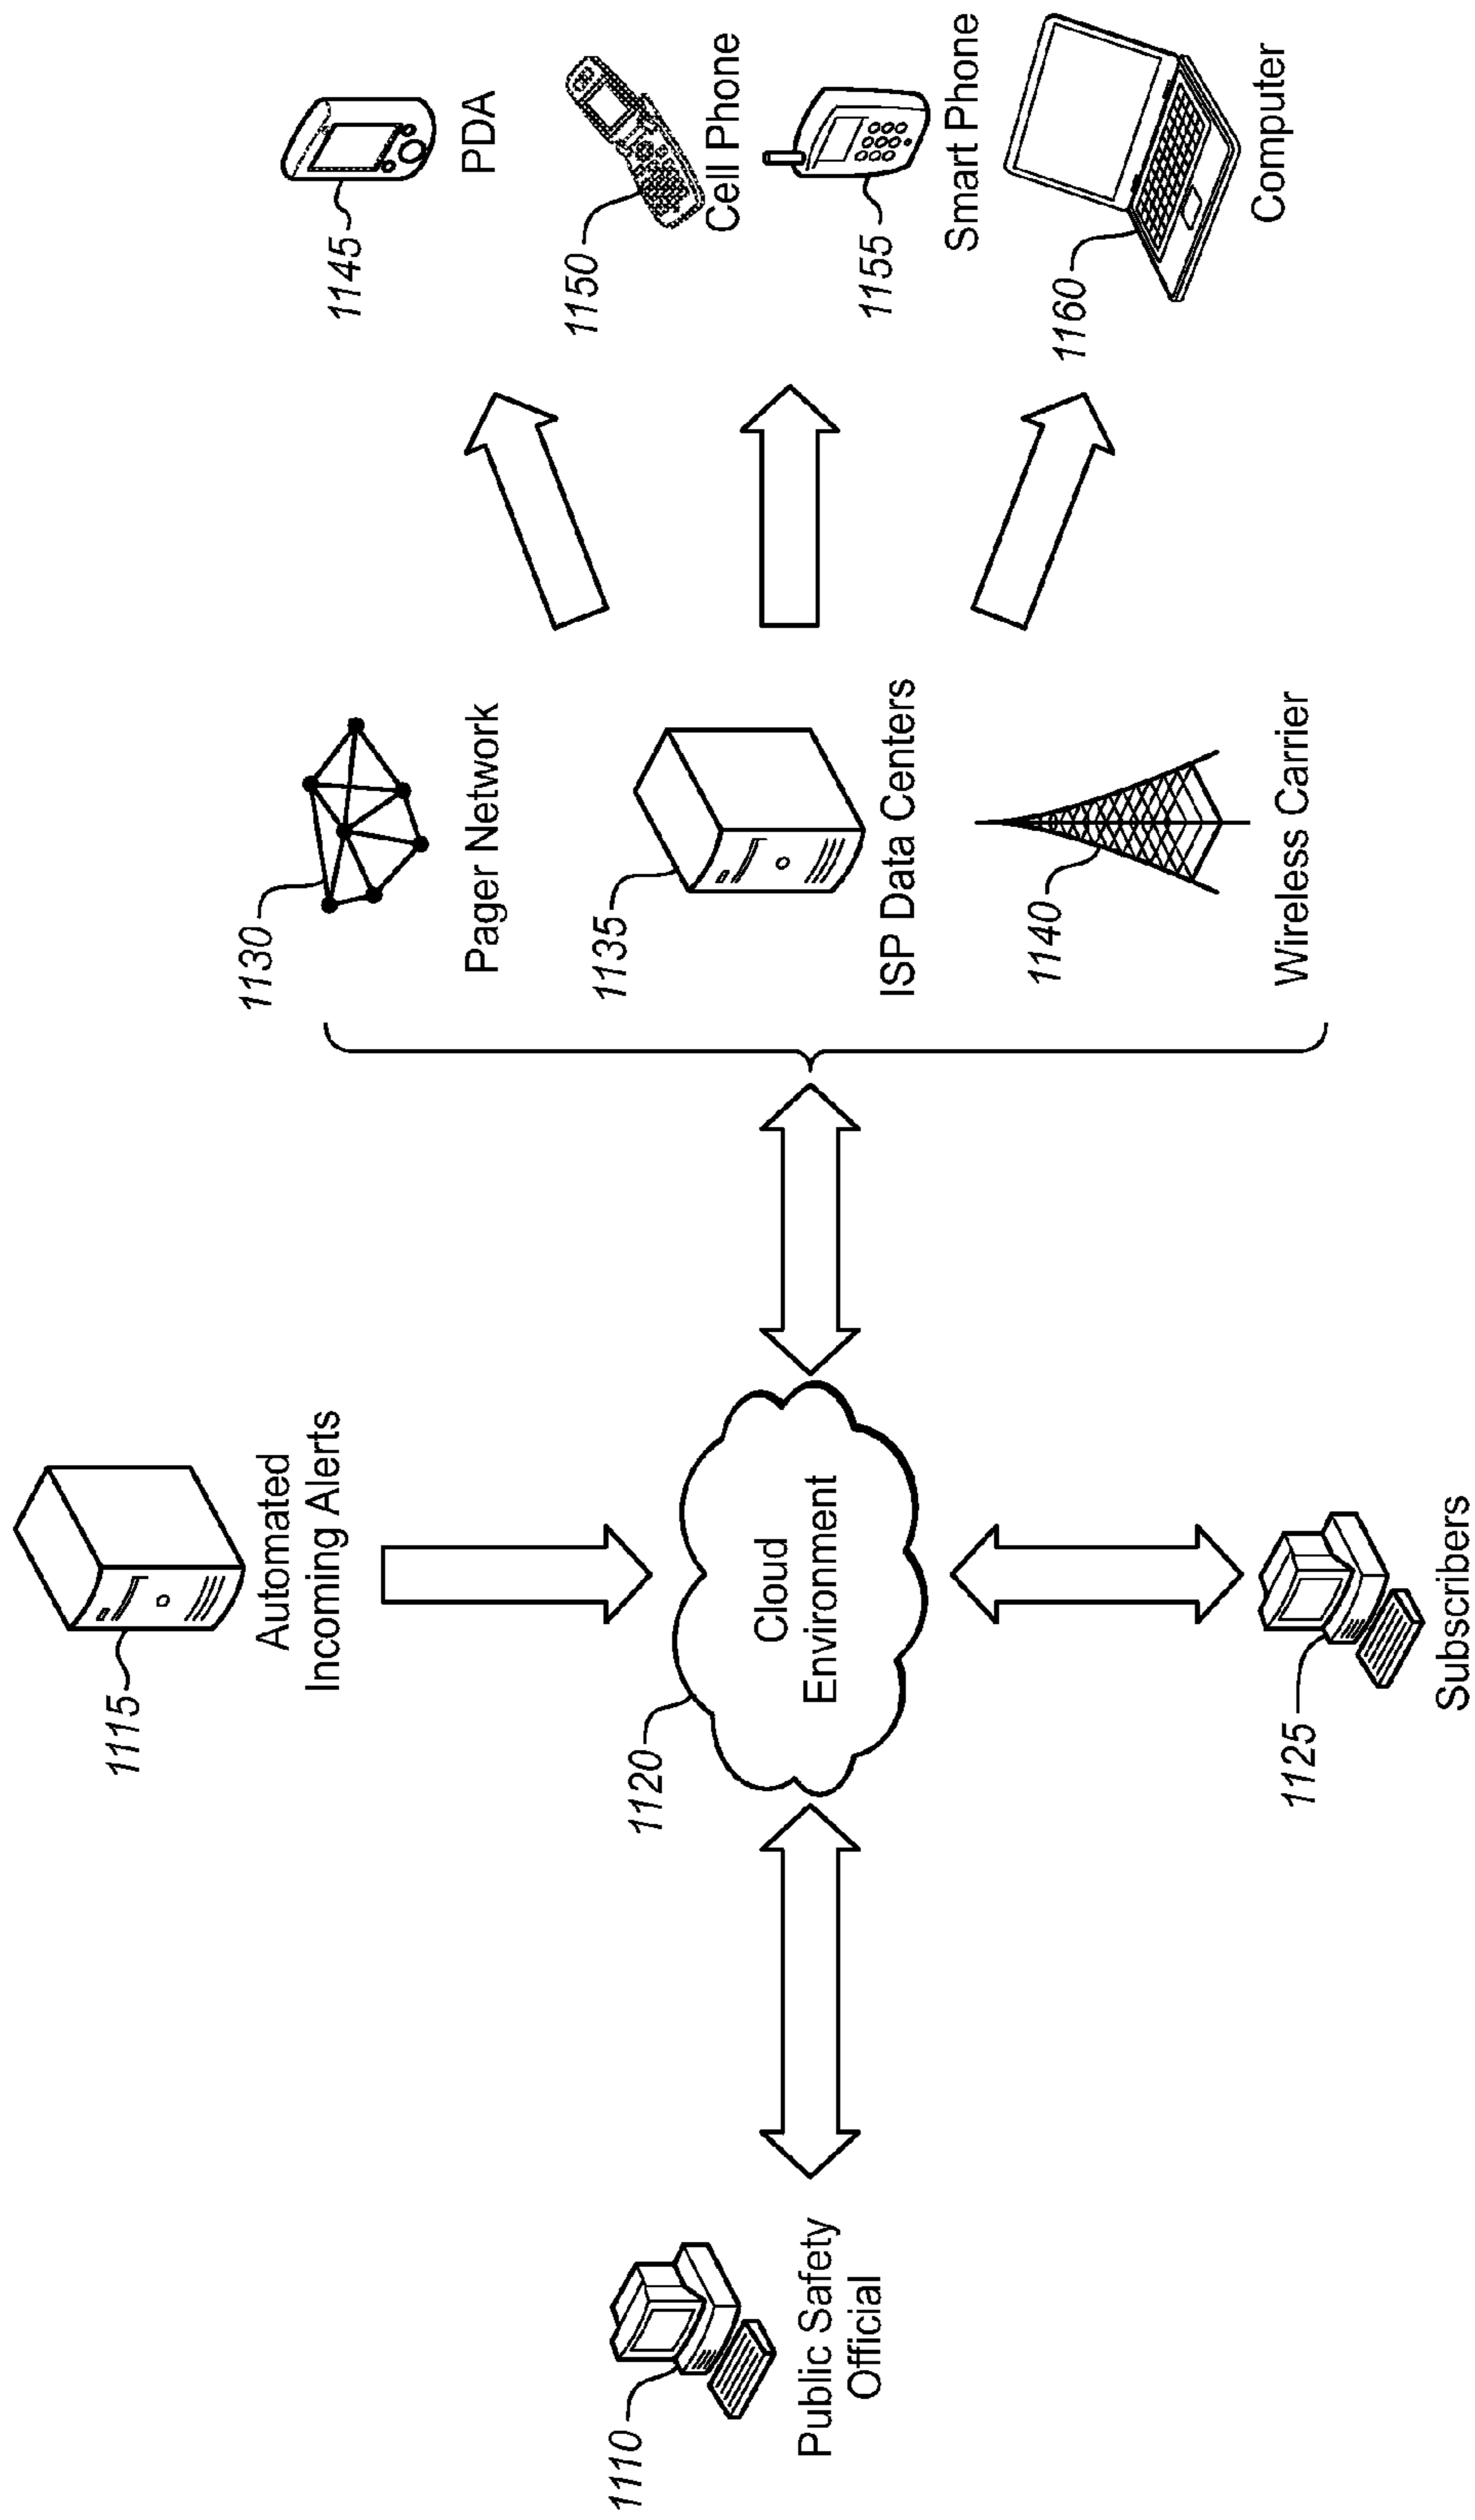 1115
Automated
Incoming Alerts
1110
Public Safety
Official
1120
Cloud
Environment
1125
Subscribers
1130
Pager Network
1135
ISP Data Centers
1140
Wireless Carrier
1145
PDA
1150
Cell Phone
1155
Smart Phone
1160
Computer